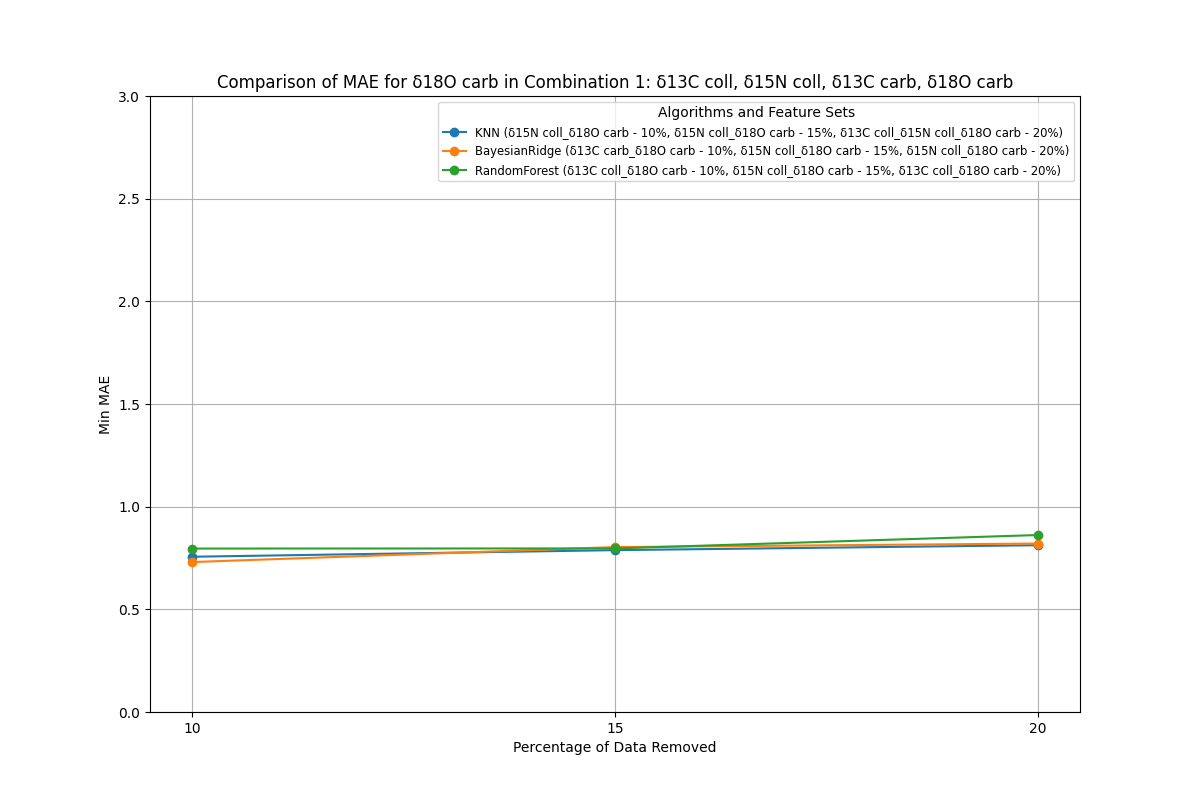 Comparison of MAE for δ18O carb in Combination 1: δ13C coll, δ15N coll, δ13C carb, δ18O carb
3.0
Algorithms and Feature Sets
KNN (δ15N coll_δ18O carb - 10%, δ15N coll_δ18O carb - 15%, δ13C coll_δ15N coll_δ18O carb - 20%)
BayesianRidge (δ13C carb_δ18O carb - 10%, δ15N coll_δ18O carb - 15%, δ15N coll_δ18O carb - 20%)
RandomForest (δ13C coll_δ18O carb - 10%, δ15N coll_δ18O carb - 15%, δ13C coll_δ18O carb - 20%)
2.5
2.0
1.5
Min MAE
1.0
0.5
0.0
10 15 20
Percentage of Data Removed